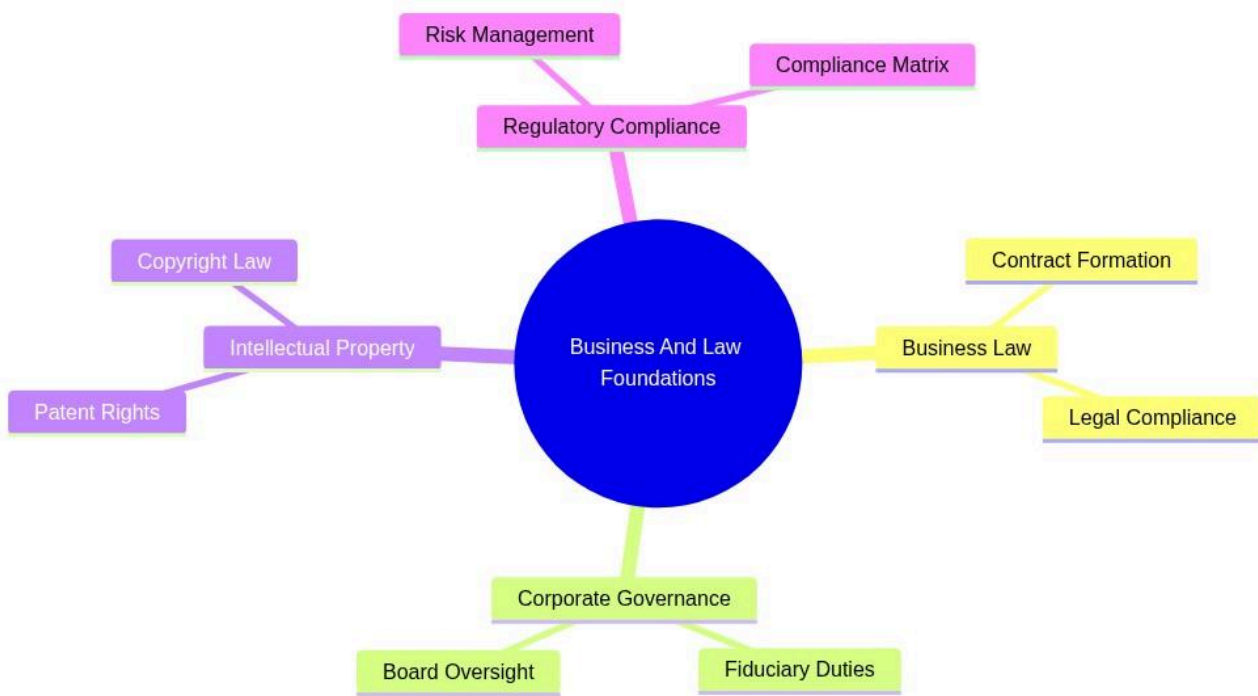 Risk Management
Compliance Matrix
Regulatory Compliance
Copyright Law
Contract Formation
Intellectual Property
Business And Law
Foundations
Business Law
Patent Rights
Legal Compliance
Corporate Governance
Board Oversight
Fiduciary Duties